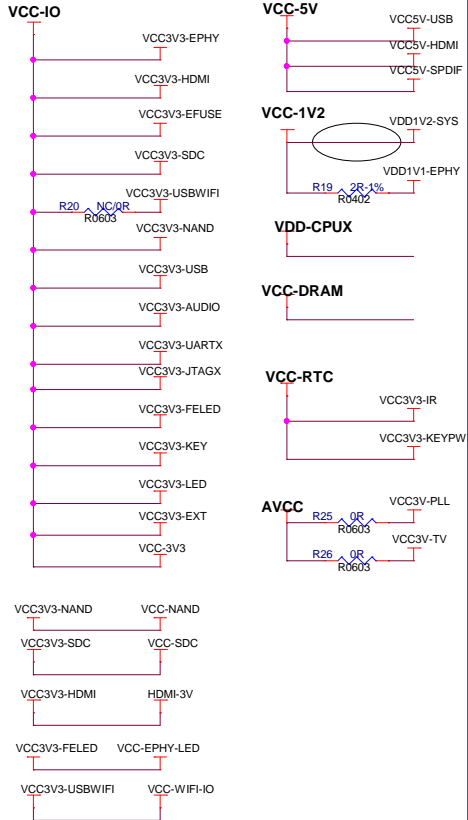 VCC-IO
VCC3V3-EPHY
VCC3V3-HDMI
VCC3V3-EFUSE
VCC3V3-SDC
VCC3V3-USBWIFI
R20 NC/0R
R0603
VCC3V3-NAND
VCC3V3-USB
VCC3V3-AUDIO
VCC3V3-UARTX
VCC3V3-JTAGX
VCC3V3-FELED
VCC3V3-KEY
VCC3V3-LED
VCC3V3-EXT
VCC-3V3
VCC3V3-NAND VCC-NAND
VCC3V3-SDC VCC-SDC
VCC3V3-HDMI HDMI-3V
VCC3V3-FELED VCC-EPHY-LED
VCC3V3-USBWIFI VCC-WIFI-IO
VCC-5V
VCC5V-USB
VCC5V-HDMI
VCC5V-SPDIF
VCC-1V2
VDD1V2-SYS
VDD1V1-EPHY
R19 2R-1%
R0402
VDD-CPUX
VCC-DRAM
VCC-RTC
VCC3V3-IR
VCC3V3-KEYPW
AVCC
VCC3V-PLL
R25 0R
R0603
VCC3V-TV
R26 0R
R0603